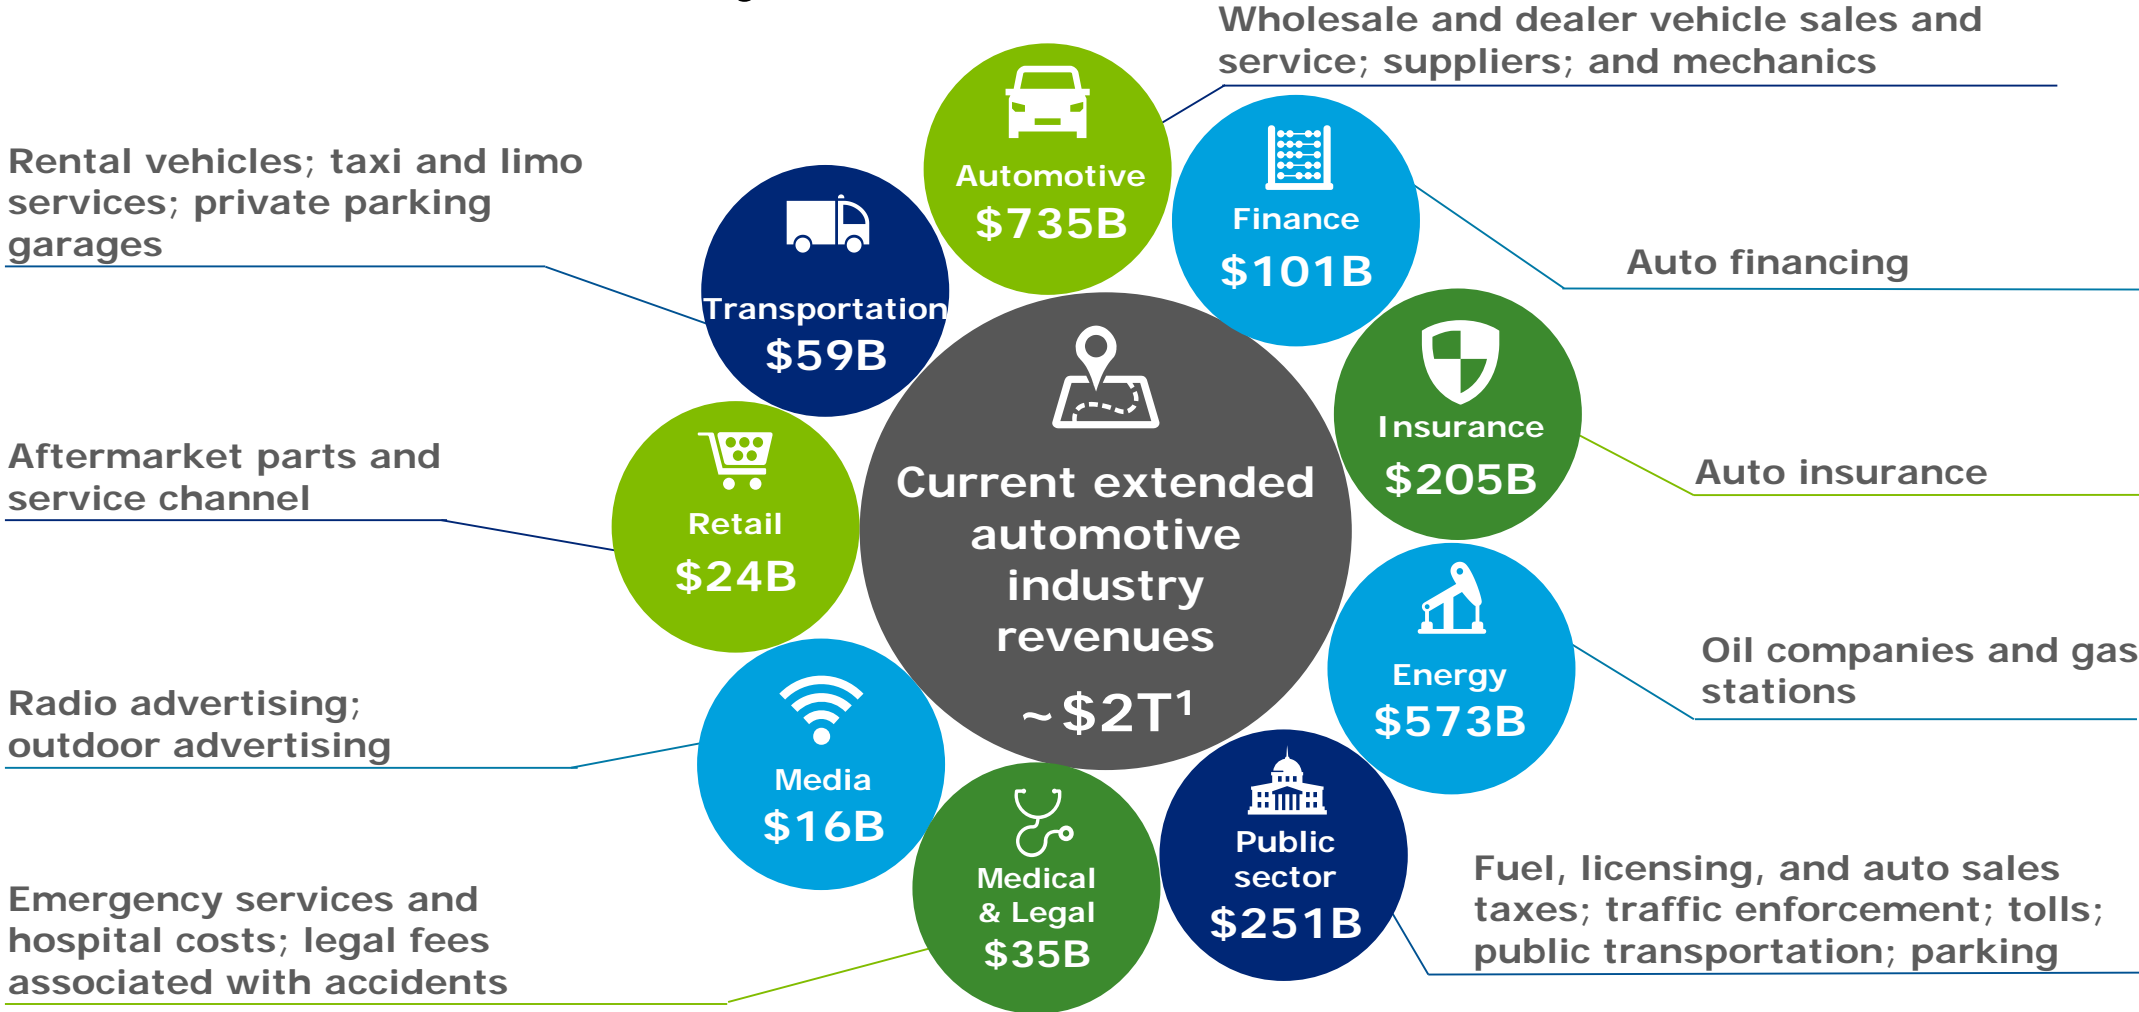 Wholesale and dealer vehicle sales and
service; suppliers; and mechanics
Automotive
$735B
Finance
$101B
Auto financing
Insurance
$205B
Auto insurance
Energy
$573B
Oil companies and gas
stations
Public
sector
$251B
Fuel, licensing, and auto sales
taxes; traffic enforcement; tolls;
public transportation; parking
Medical
& Legal
$35B
Emergency services and
hospital costs; legal fees
associated with accidents
Media
$16B
Radio advertising;
outdoor advertising
Retail
$24B
Aftermarket parts and
service channel
Transportation
$59B
Rental vehicles; taxi and limo
services; private parking
garages
Current extended
automotive
industry
revenues
~$2T¹